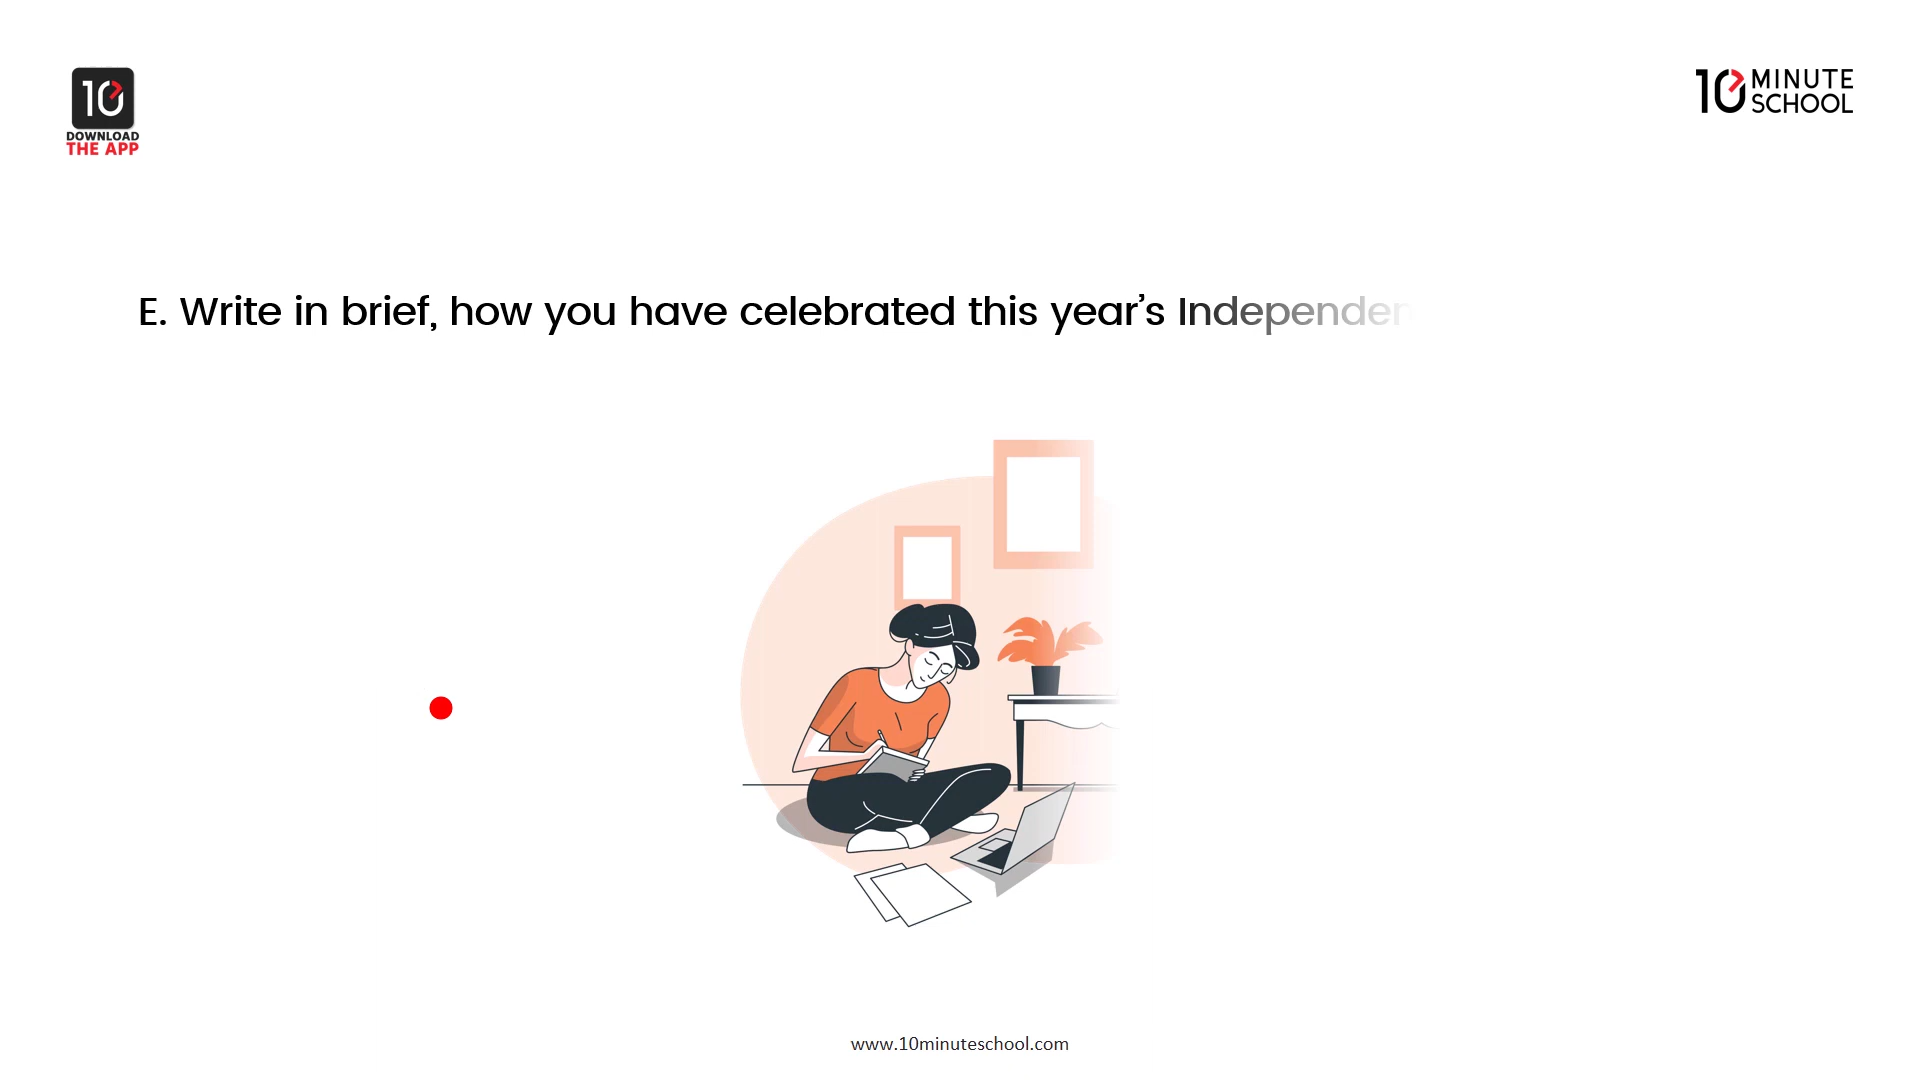 10
DOWNLOAD
THE APP
10 MINUTE
SCHOOL
E. Write in brief, how you have celebrated this year's Independen
www.10minuteschool.com